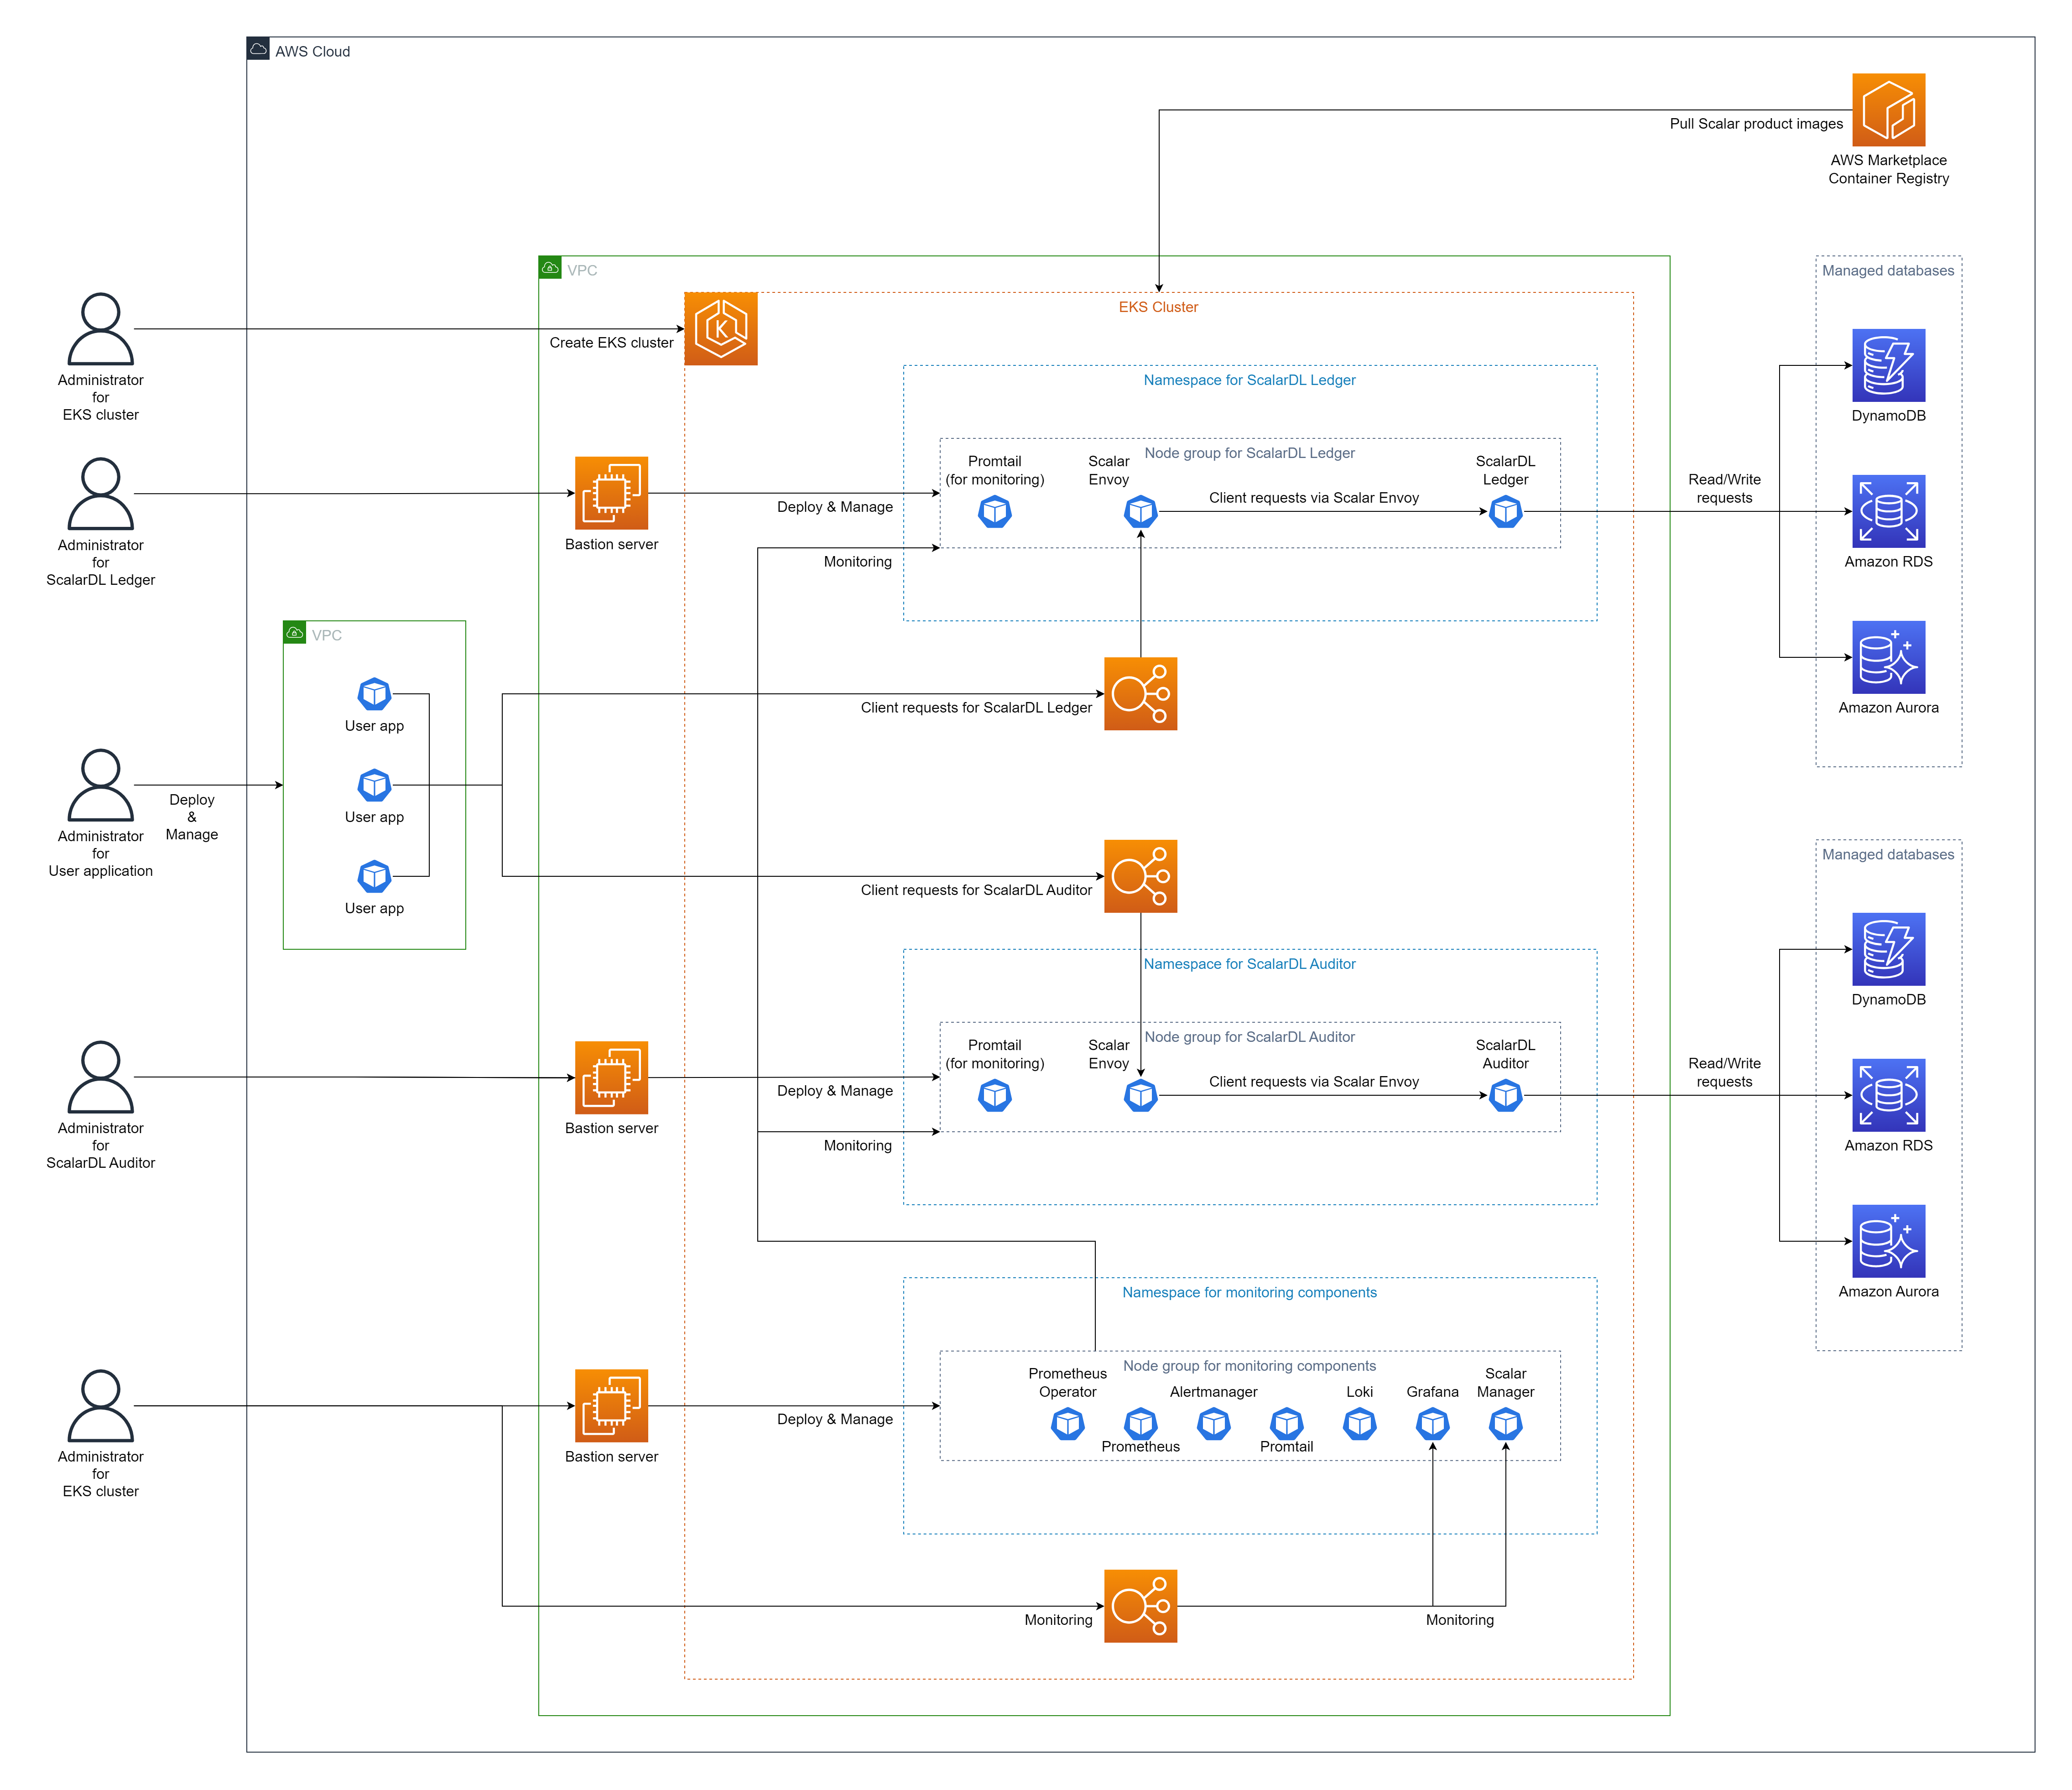 AWS Cloud
Pull Scalar product images
AWS Marketplace
Container Registry
VPC
Managed databases
EKS Cluster
K
Create EKS cluster
Administrator
for
EKS cluster
Namespace for ScalarDL Ledger
DynamoDB
Node group for ScalarDL Ledger
Promtail
(for monitoring)
Scalar
Envoy
ScalarDL
Ledger
Client requests via Scalar Envoy
Read/Write
requests
Deploy & Manage
Bastion server
Administrator
for
ScalarDL Ledger
Monitoring
Amazon RDS
VPC
User app
User app
User app
Client requests for ScalarDL Ledger
Amazon Aurora
Deploy
&
Manage
Administrator
for
User application
Client requests for ScalarDL Auditor
Managed databases
Namespace for ScalarDL Auditor
DynamoDB
Node group for ScalarDL Auditor
Promtail
(for monitoring)
Scalar
Envoy
ScalarDL
Auditor
Client requests via Scalar Envoy
Read/Write
requests
Deploy & Manage
Bastion server
Administrator
for
ScalarDL Auditor
Monitoring
Amazon RDS
Amazon Aurora
Namespace for monitoring components
Node group for monitoring components
Prometheus
Operator
Alertmanager
Loki
Grafana
Scalar
Manager
Prometheus
Promtail
Deploy & Manage
Bastion server
Administrator
for
EKS cluster
Monitoring
Monitoring